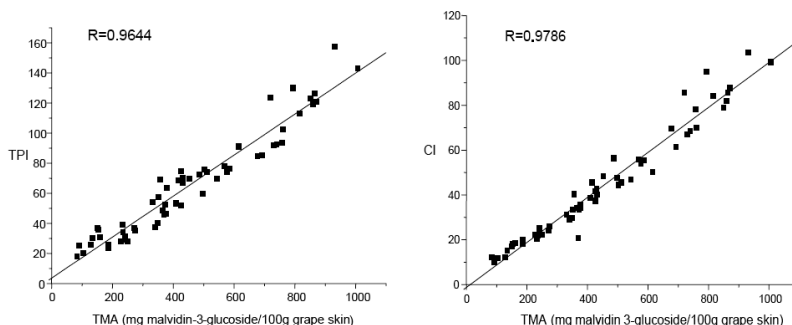 R=0.9644
160
140
120
100
80
60
40
20
0
TPI
0 200 400 600 800 1000
TMA (mg malvidin-3-glucoside/100g grape skin)
R=0.9786
120
100
80
60
40
20
0
CI
0 200 400 600 800 1000
TMA (mg malvidin 3-glucoside/100g grape skin)